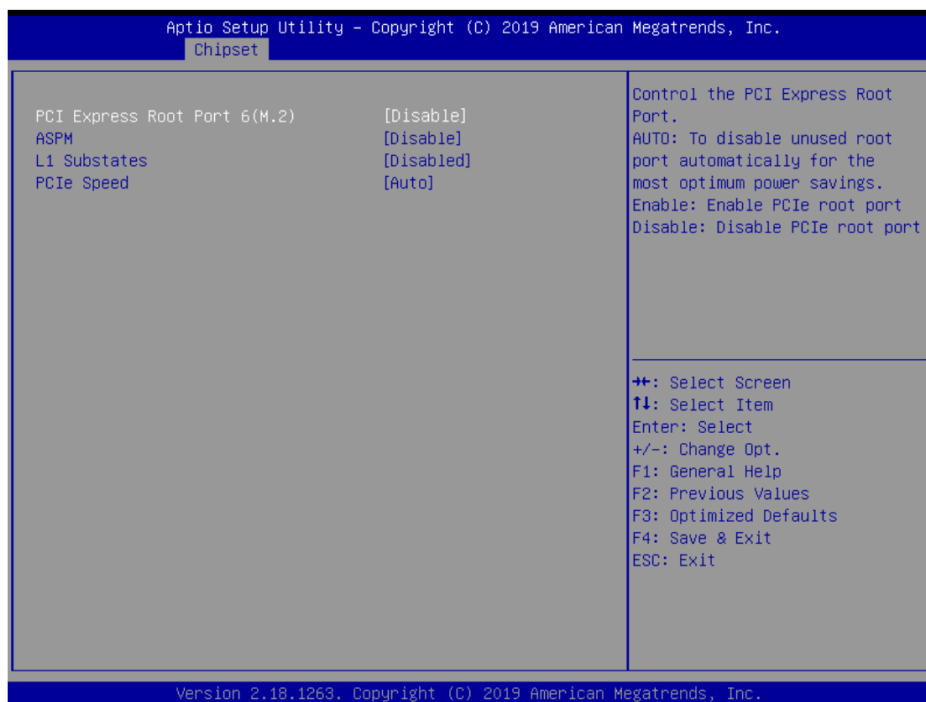 Aptio Setup Utility – Copyright (C) 2019 American Megatrends, Inc.
Chipset
PCI Express Root Port 6(M.2) [Disable]
ASPM [Disable]
L1 Substates [Disabled]
PCIe Speed [Auto]
Control the PCI Express Root
Port.
AUTO: To disable unused root
port automatically for the
most optimum power savings.
Enable: Enable PCIe root port
Disable: Disable PCIe root port
→←: Select Screen
↑↓: Select Item
Enter: Select
+/-: Change Opt.
F1: General Help
F2: Previous Values
F3: Optimized Defaults
F4: Save & Exit
ESC: Exit
Version 2.18.1263. Copyright (C) 2019 American Megatrends, Inc.